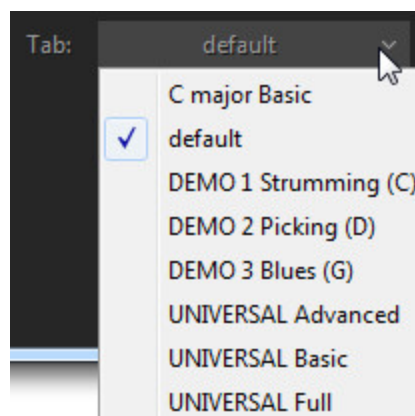 Tab: default
C major Basic
default
DEMO 1 Strumming (C)
DEMO 2 Picking (D)
DEMO 3 Blues (G)
UNIVERSAL Advanced
UNIVERSAL Basic
UNIVERSAL Full